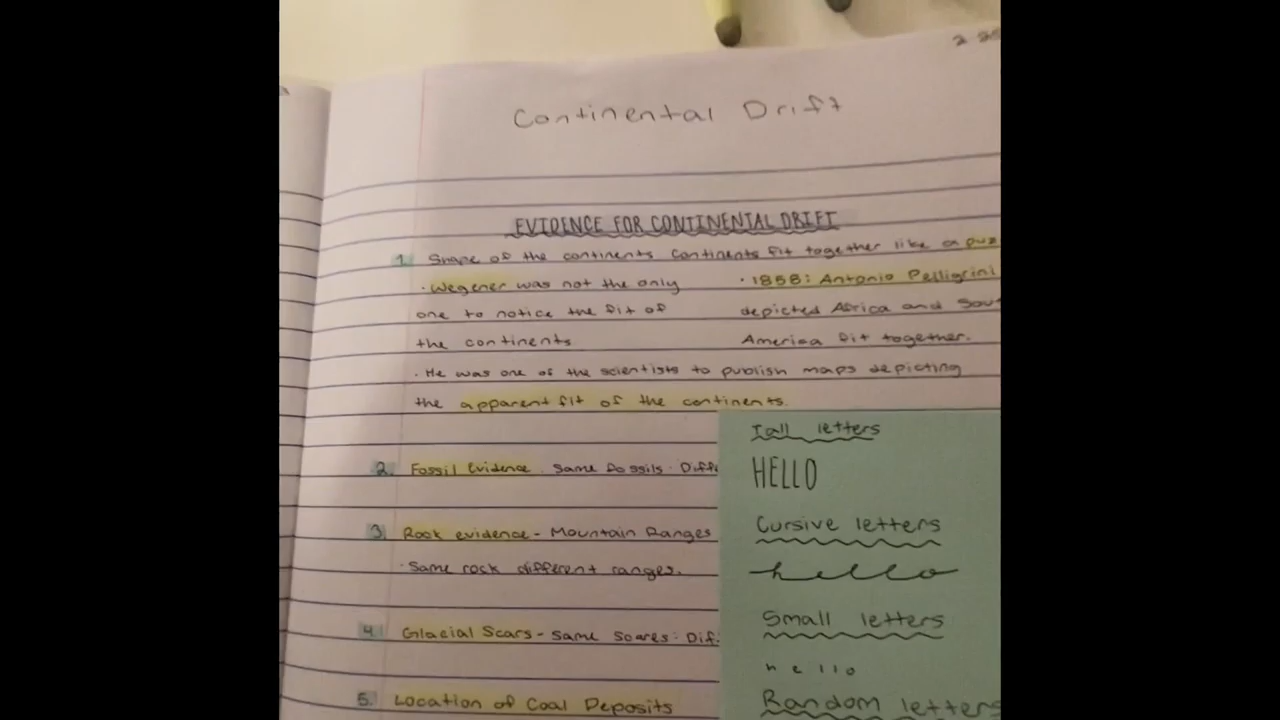 Continental Drift
EVIDENCE FOR CONTINENTAL DRIFT
1. Shape of the continents continents fit together like a puz
· Wegener was not the only
one to notice the fit of
the continents
· 1858: Antonio Pelligrini
depicted Africa and Sou
America fit together.
· He was one of the scientists to publish maps depicting
the apparent fit of the continents.
2. Fossil Evidence. Same fossils. Diff
3. Rock evidence - Mountain Ranges
· Same rock different ranges.
4. Glacial Scars - Same Scares: Dif
5. Location of Coal Deposits
Tall letters
HELLO
Cursive letters
hello
Small letters
hello
Random letters